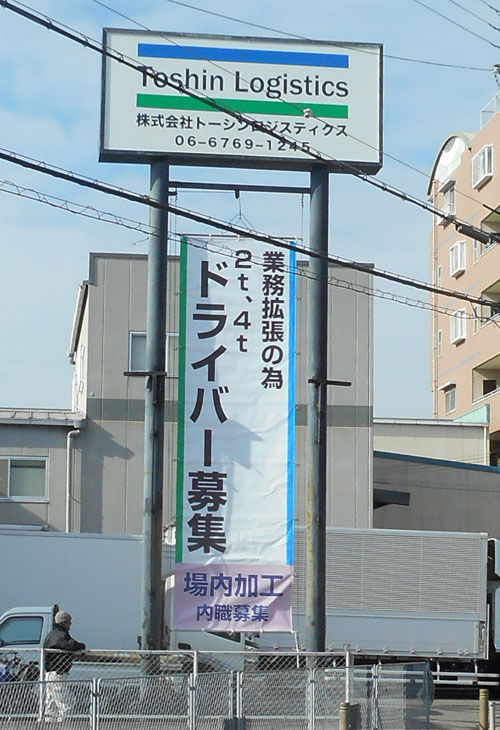 Toshin Logistics
株式会社トーシンロジスティクス
06-6769-1245
業務拡張の為
2t、4t
ドライバー募集
場内加工
内職募集